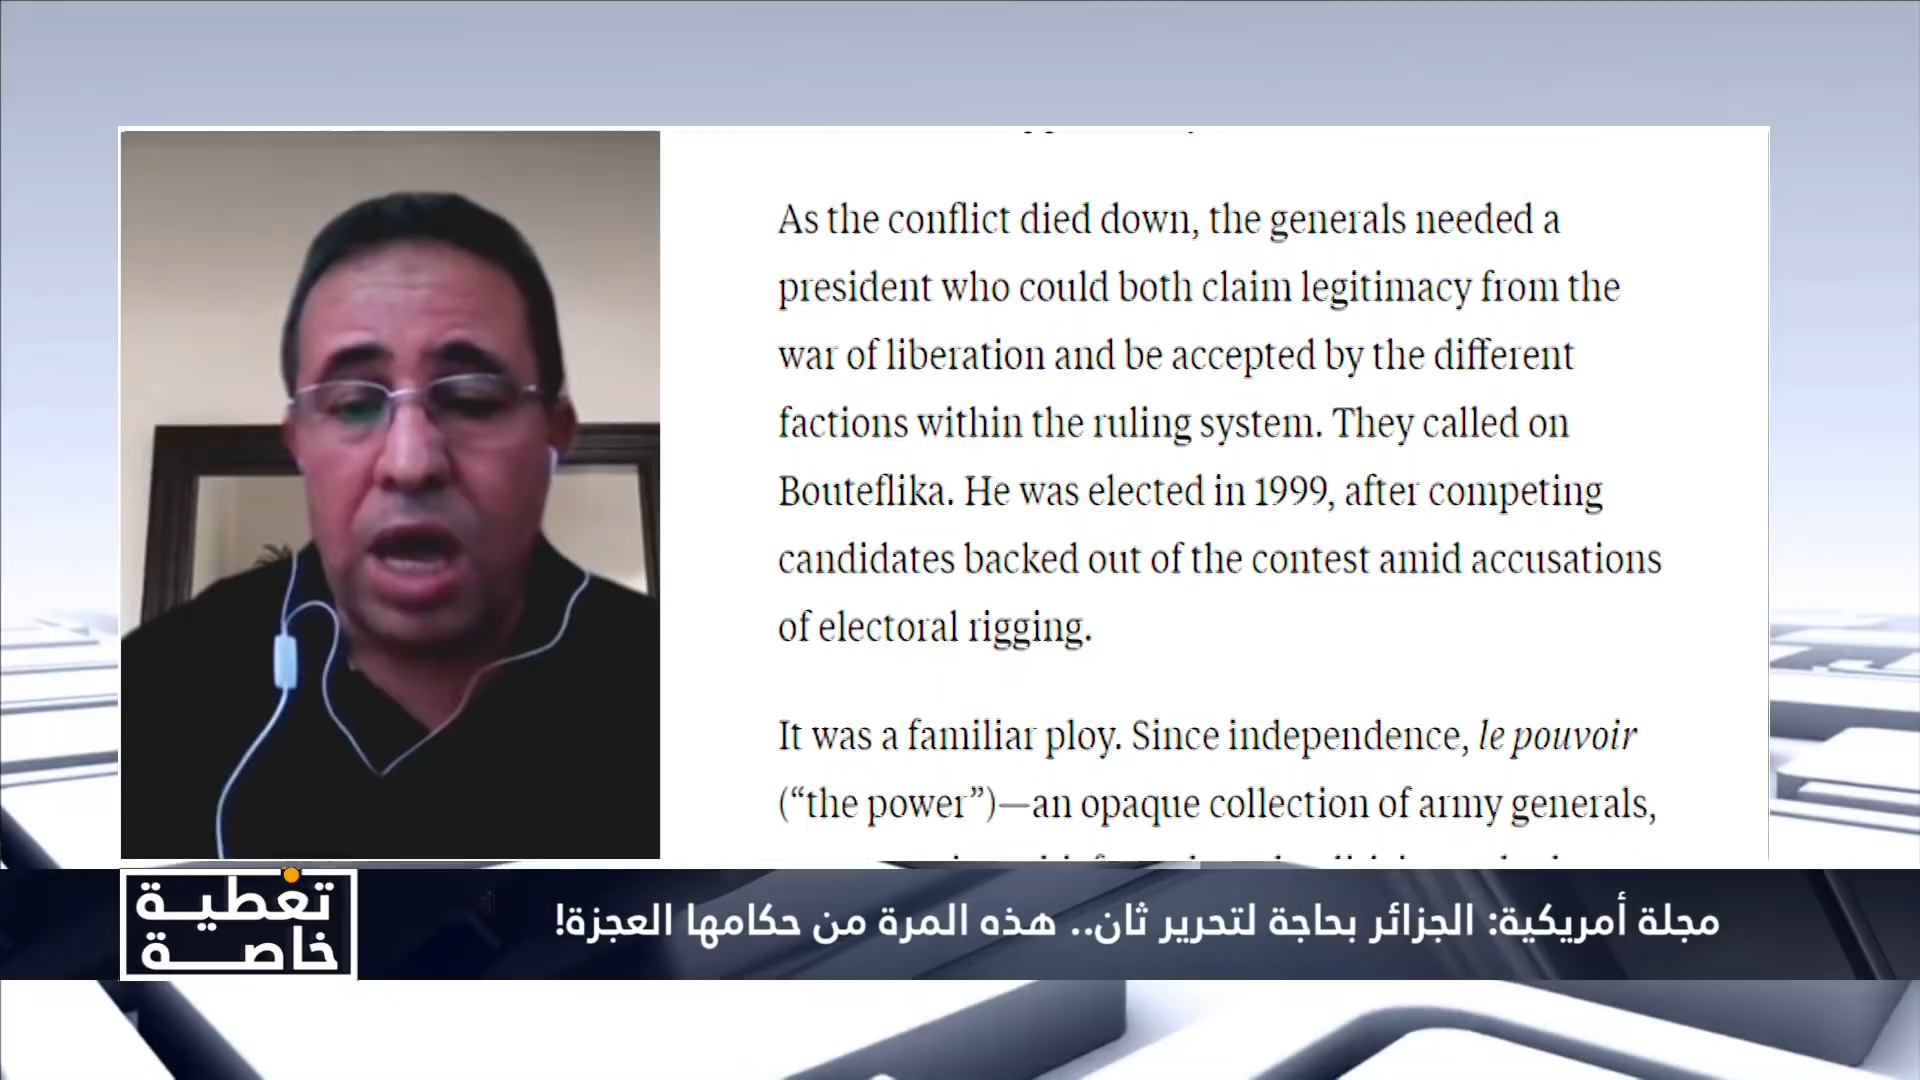 As the conflict died down, the generals needed a
president who could both claim legitimacy from the
war of liberation and be accepted by the different
factions within the ruling system. They called on
Bouteflika. He was elected in 1999, after competing
candidates backed out of the contest amid accusations
of electoral rigging.
It was a familiar ploy. Since independence, le pouvoir
(“the power”)—an opaque collection of army generals,
مجلة أمريكية: الجزائر بحاجة لتحرير ثان.. هذه المرة من حكامها العجزة!
تغطية
خاصة